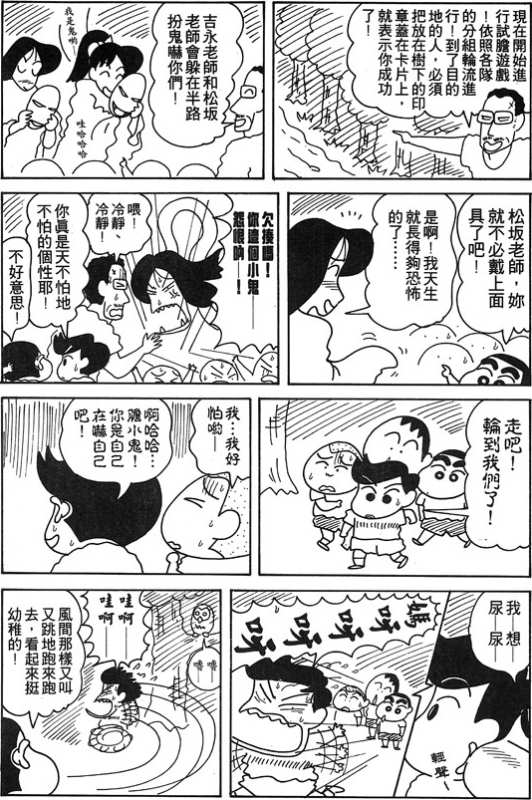 現在開始進
行試膽遊戲
!依照各隊
的分組輪流進
行!到了目的
地的人,必須
把放在樹下的印
章蓋在卡片上,
就表示你成功
了!
吉永老師和松坂
老師會躲在半路
扮鬼嚇你們!
我是鬼喲!
哇哈哈哈
松坂老師,妳
就不必戴上面
具了吧!
是啊!我天生
就長得夠恐怖
的了……
欠揍喔!
你這個小鬼—
怨恨吶—!!
喂!
冷靜!、
冷靜!
你真是天不怕地
不怕的個性耶!
不好意思!
走吧!
輪到我們了!
我…我好
怕喲—
啊哈哈…
膽小鬼!
你是自己
在嚇自己
吧!
我想
尿—尿—
輕聲~
媽
呀
呀
呀
呀
哇
啊—
哇
啊—
咻—
咻—
風間那樣又叫
又跳地跑來跑
去,看起來挺
幼稚的!